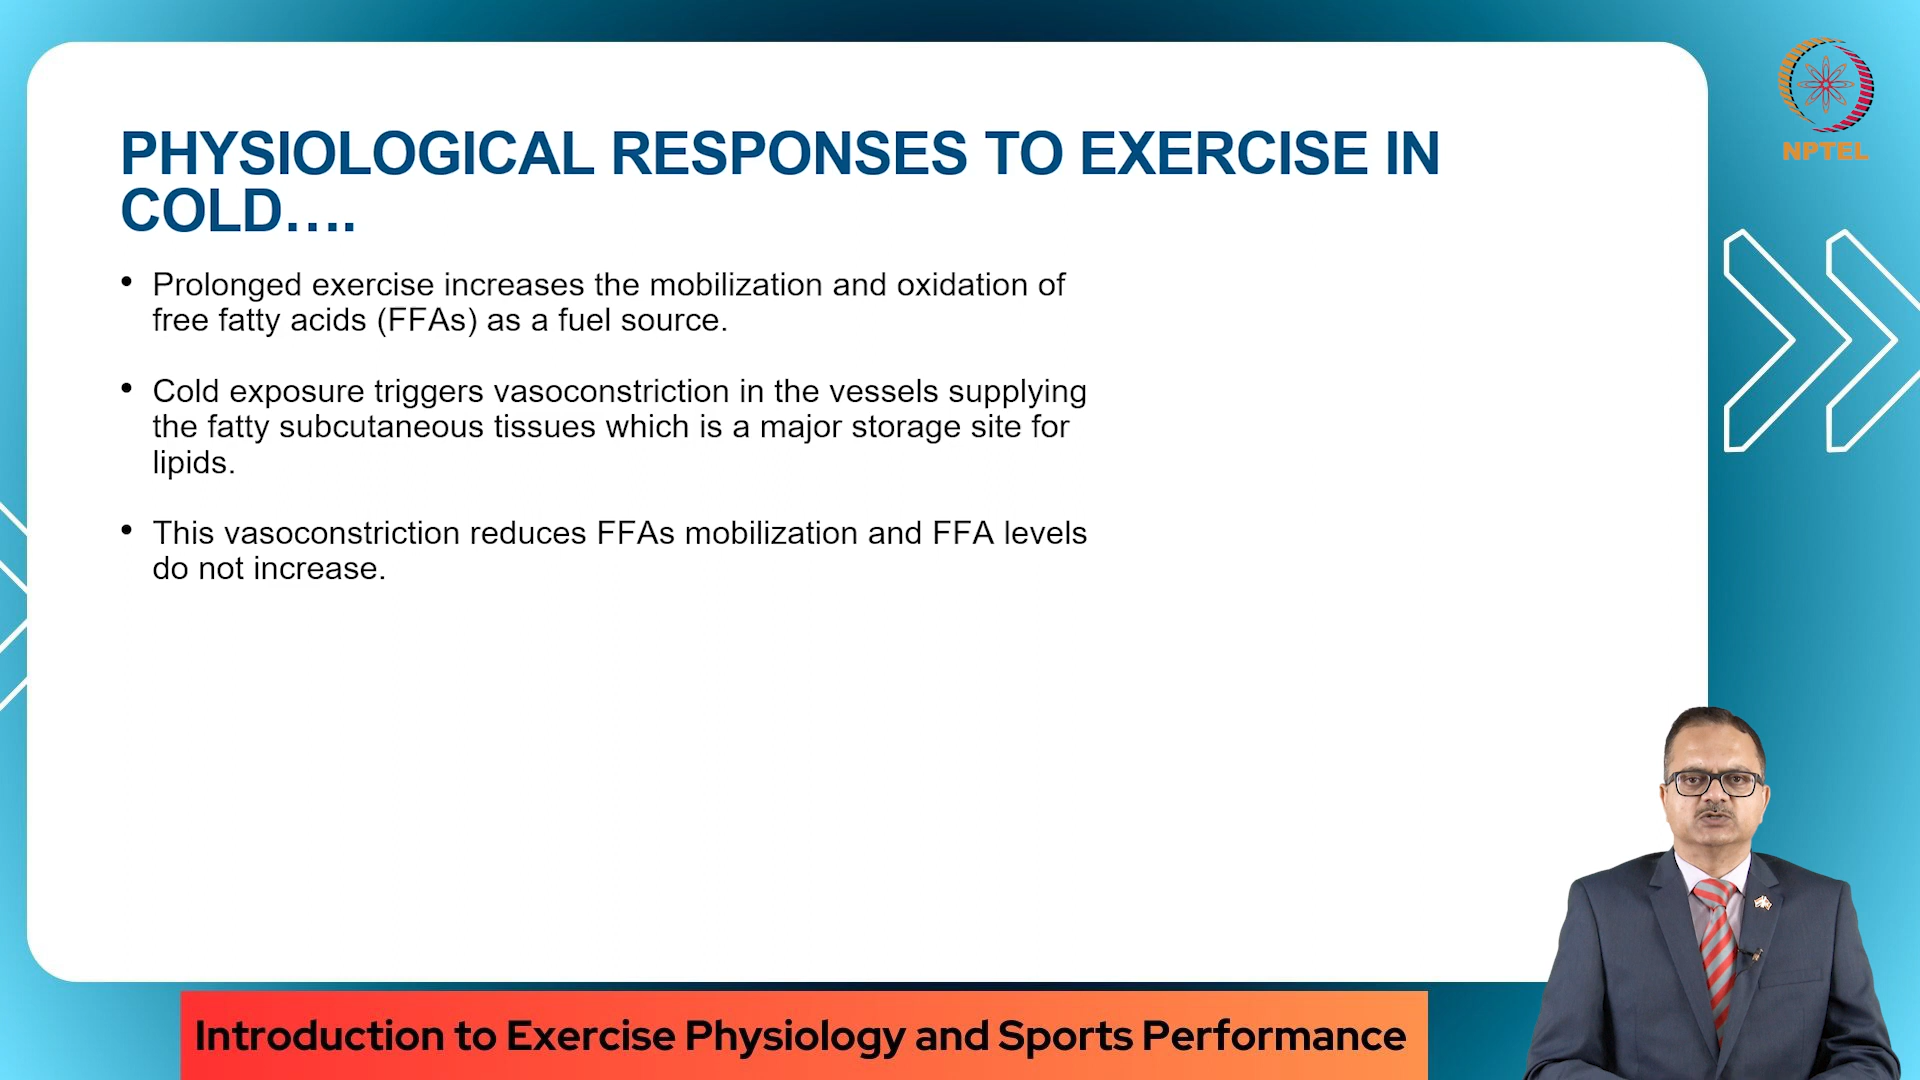 NPTEL
PHYSIOLOGICAL RESPONSES TO EXERCISE IN
COLD....
• Prolonged exercise increases the mobilization and oxidation of
free fatty acids (FFAs) as a fuel source.
• Cold exposure triggers vasoconstriction in the vessels supplying
the fatty subcutaneous tissues which is a major storage site for
lipids.
• This vasoconstriction reduces FFAs mobilization and FFA levels
do not increase.
Introduction to Exercise Physiology and Sports Performance